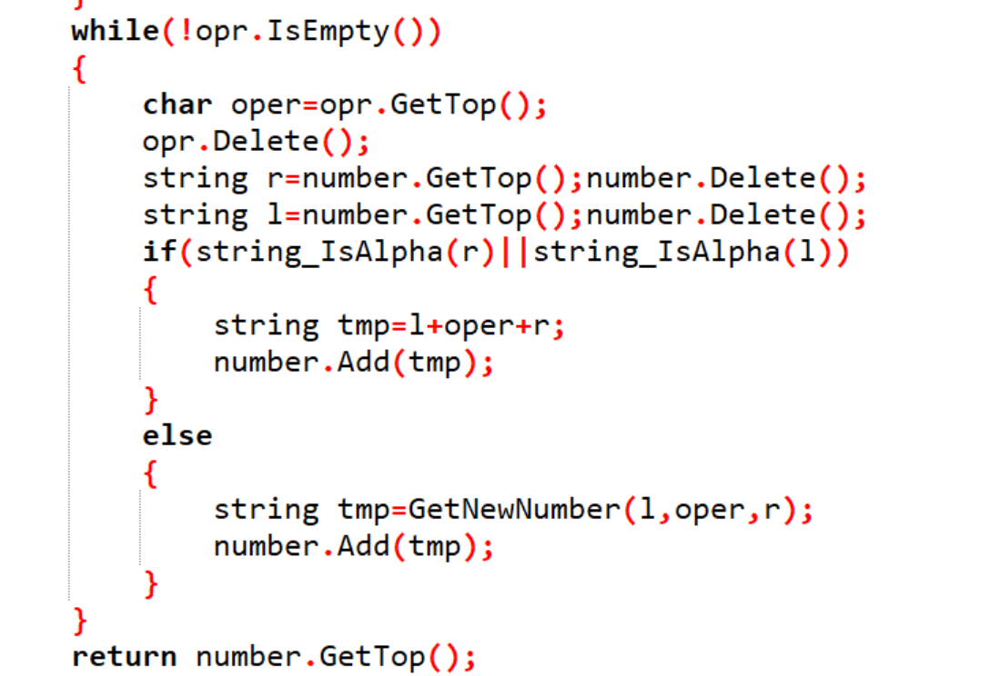 }
while(!opr.IsEmpty())
{
char oper=opr.GetTop();
opr.Delete();
string r=number.GetTop();number.Delete();
string l=number.GetTop();number.Delete();
if(string_IsAlpha(r)||string_IsAlpha(l))
{
string tmp=l+oper+r;
number.Add(tmp);
}
else
{
string tmp=GetNewNumber(l,oper,r);
number.Add(tmp);
}
}
return number.GetTop();